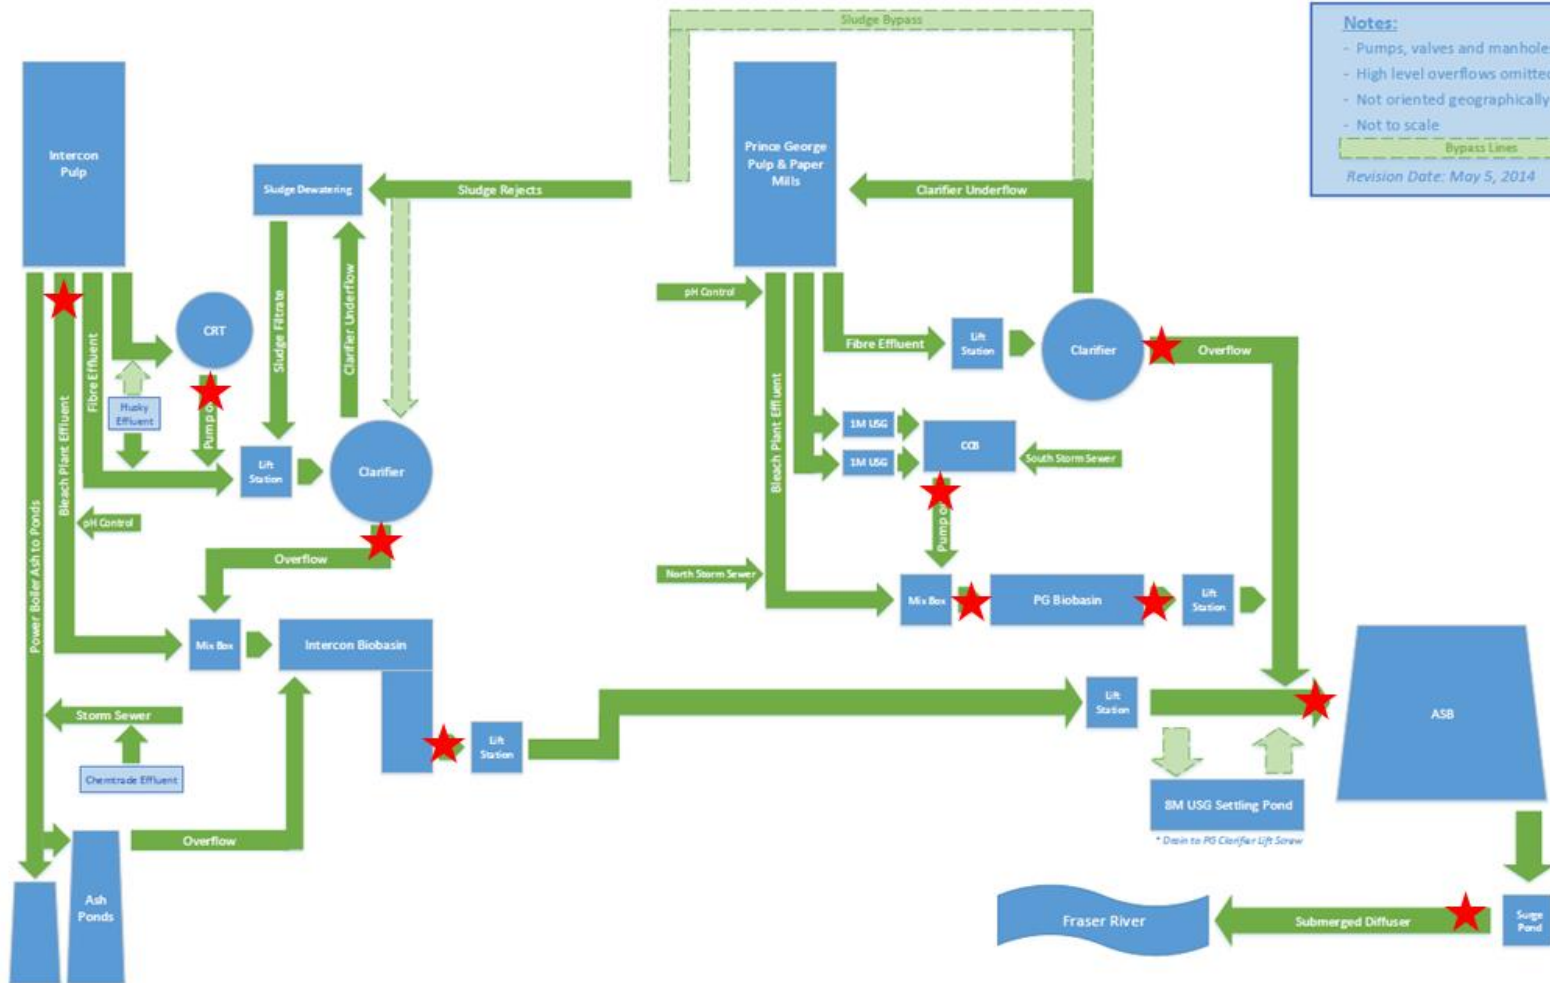 Sludge Bypass
Notes:
- Pumps, valves and manhole
- High level overflows omitted
- Not oriented geographically
- Not to scale
Bypass Lines
Revision Date: May 5, 2014
Intercon
Pulp
Sludge Dewatering
Sludge Rejects
Prince George
Pulp & Paper
Mills
Clarifier Underflow
pH Control
CRT
Sludge Filtrate
Clarifier Underflow
Fibre Effluent
Lift
Station
Clarifier
Overflow
Fibre Effluent
Husky
Effluent
Pump
Bleach Plant Effluent
Lift
Station
Clarifier
Bleach Plant Effluent
1M USG
1M USG
CCB
South Storm Sewer
Pump
pH Control
Overflow
Power Boiler Ash to Ponds
North Storm Sewer
Mix Box
PG Biobasin
Lift
Station
Mix Box
Intercon Biobasin
Storm Sewer
Chemtrade Effluent
Lift
Station
Lift
Station
ASB
8M USG Settling Pond
* Drain to PG Clarifier Lift Screw
Overflow
Ash
Ponds
Fraser River
Submerged Diffuser
Surge
Pond